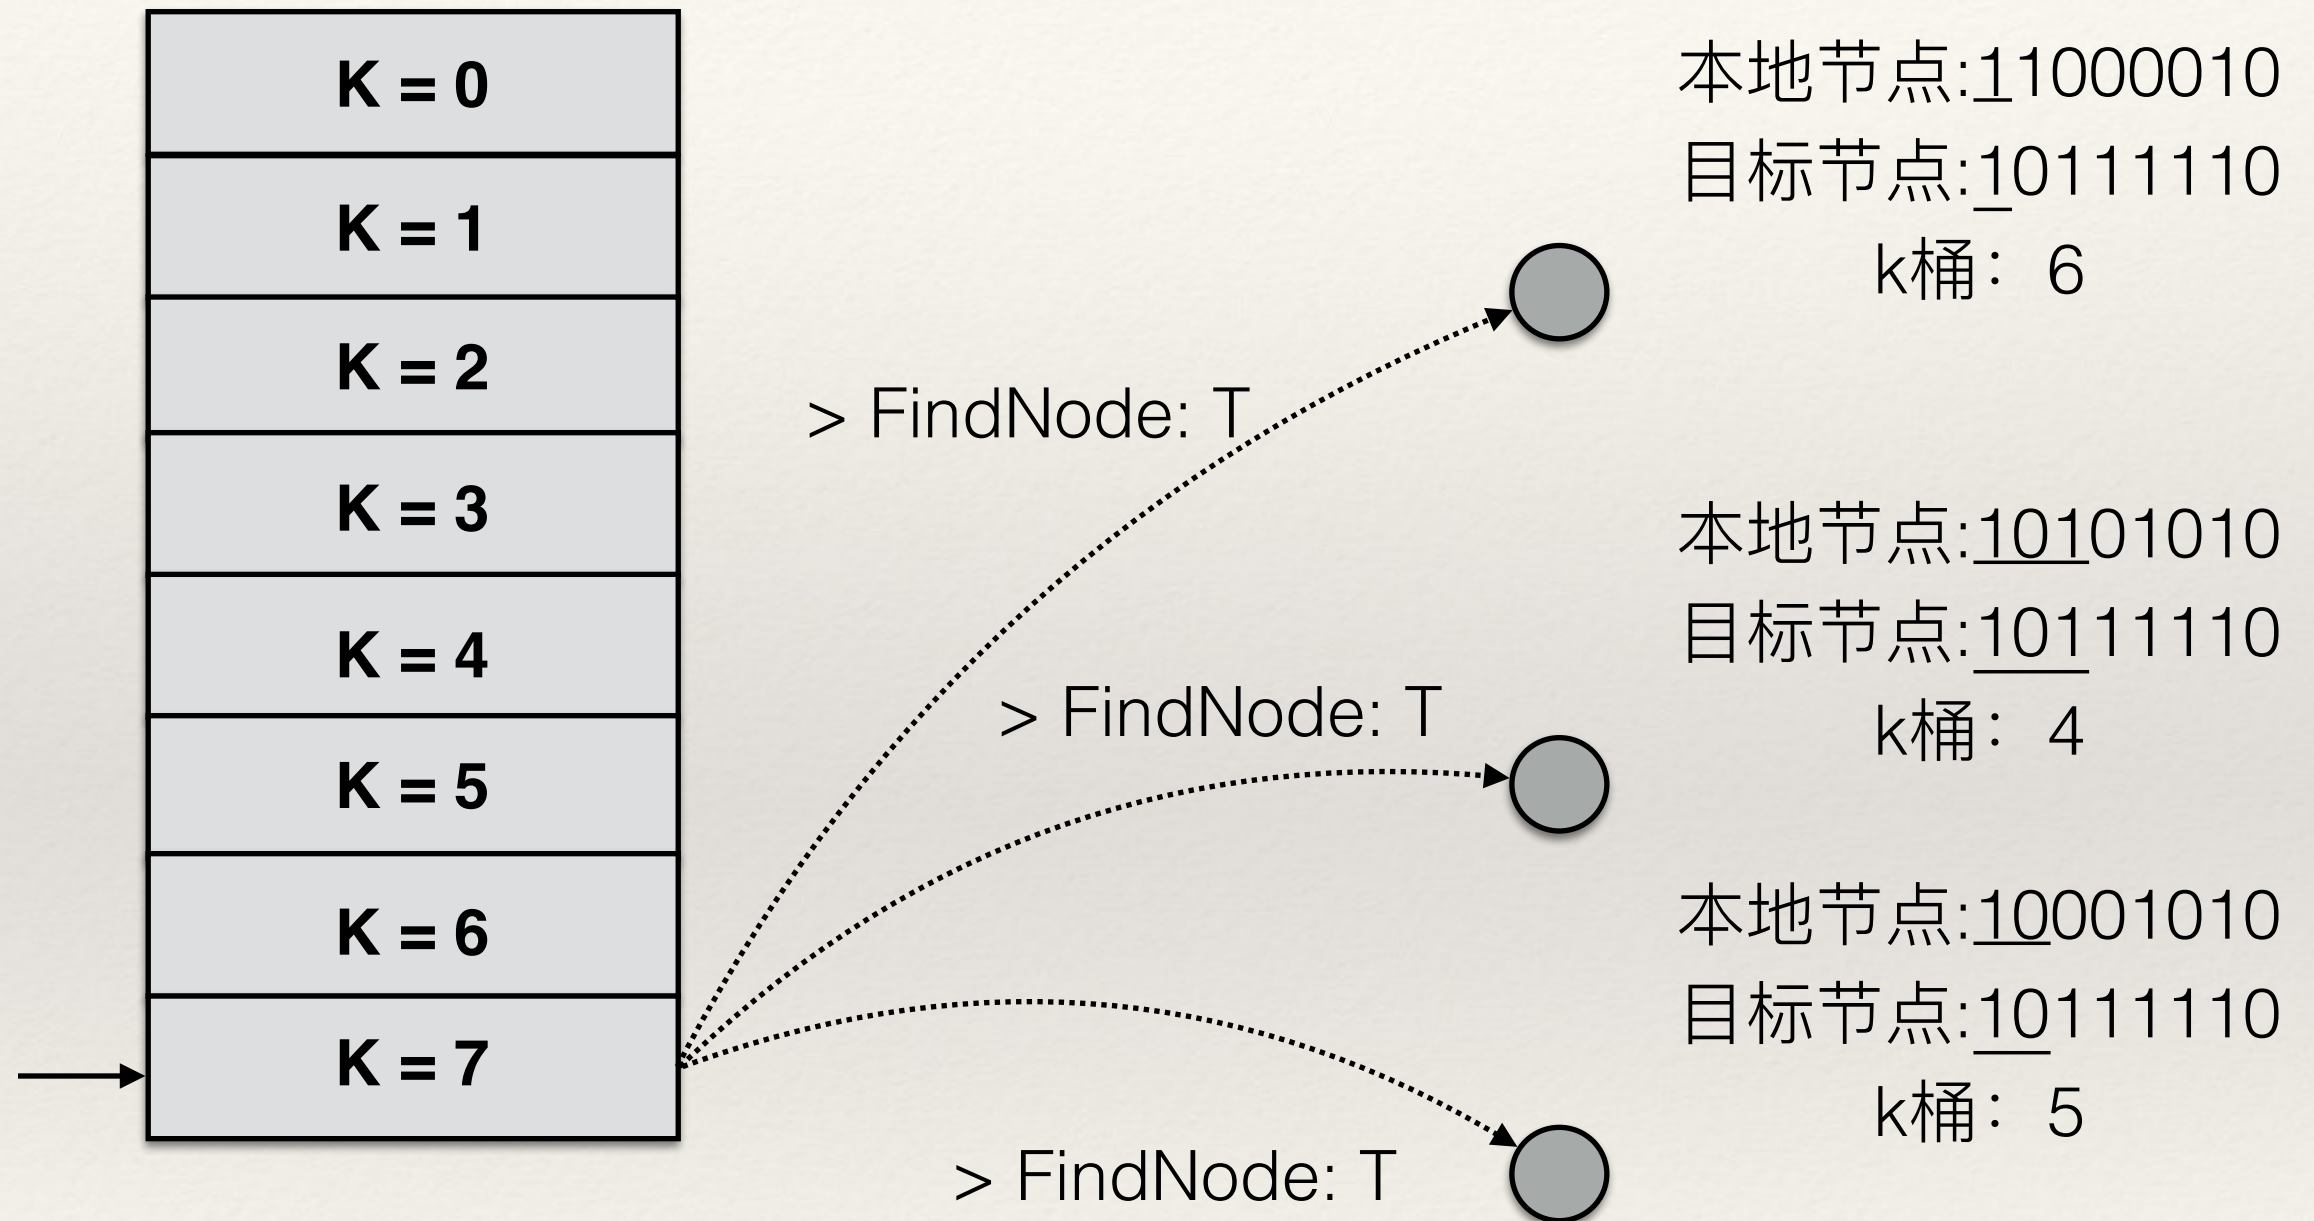 K = 0
K = 1
K = 2
K = 3
K = 4
K = 5
K = 6
K = 7
> FindNode: T
> FindNode: T
> FindNode: T
本地节点:11000010
目标节点:10111110
k桶：6
本地节点:10101010
目标节点:10111110
k桶：4
本地节点:10001010
目标节点:10111110
k桶：5